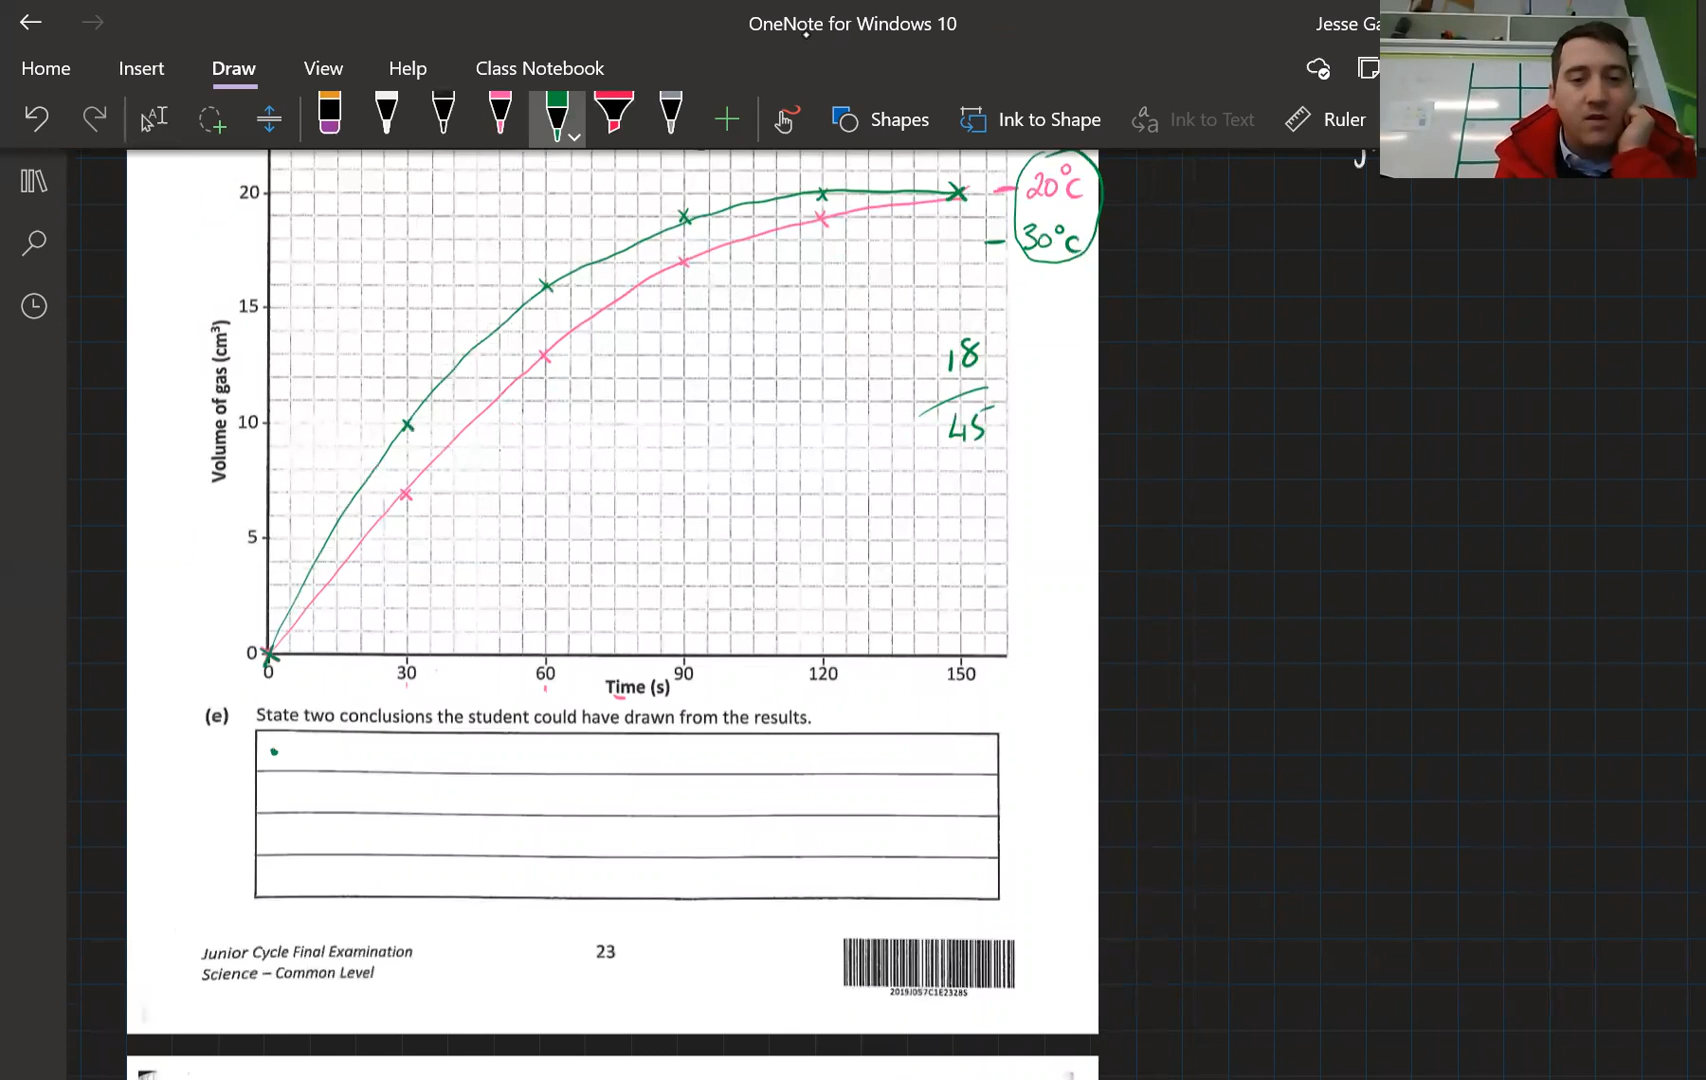 OneNote for Windows 10
Jesse Ga
Home Insert Draw View Help Class Notebook
Shapes Ink to Shape Ink to Text Ruler
20
15
10
5
0
Volume of gas (cm³)
20°C
30°C
18
45
0 30 60 90 120 150
Time (s)
(e) State two conclusions the student could have drawn from the results.
Junior Cycle Final Examination
Science – Common Level
23
2019J057C1E2328S